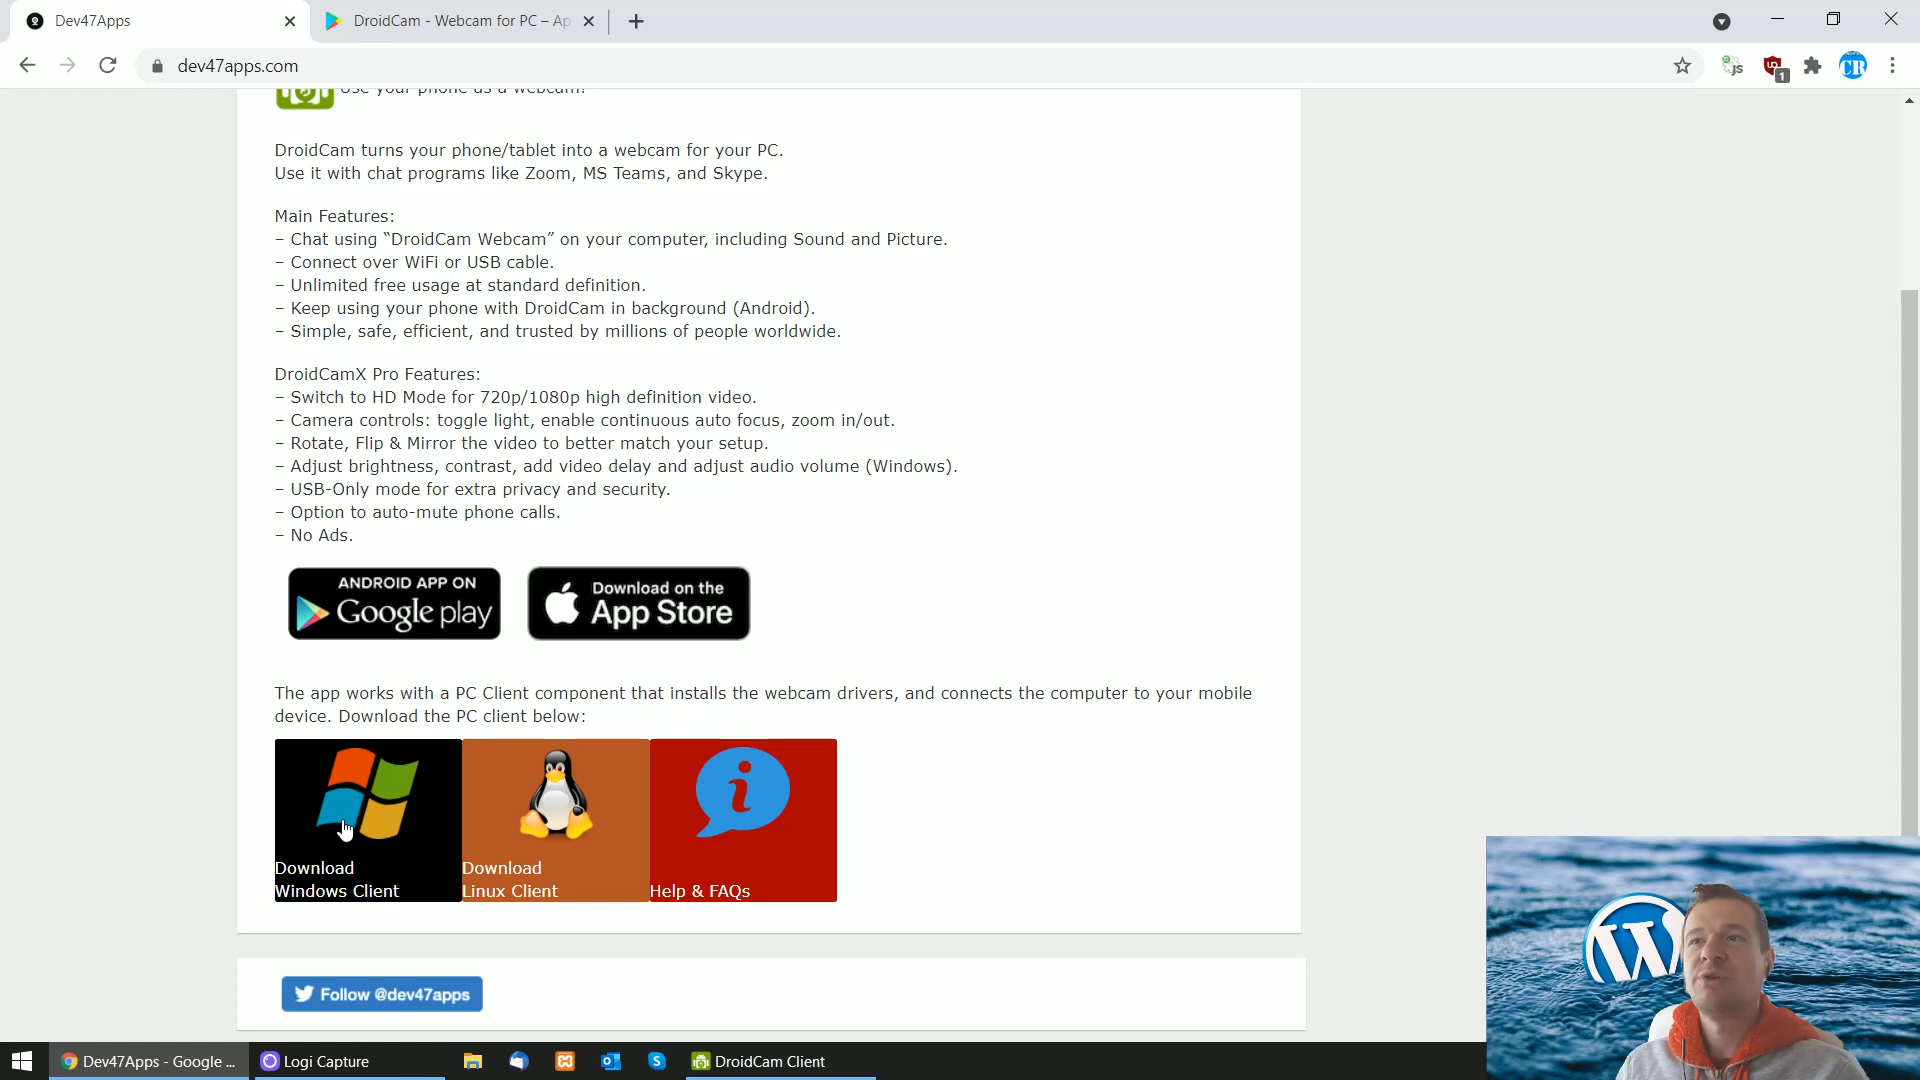 Dev47Apps
DroidCam - Webcam for PC – Ap
dev47apps.com
js
1
CR
Use your phone as a webcam!
DroidCam turns your phone/tablet into a webcam for your PC.
Use it with chat programs like Zoom, MS Teams, and Skype.
Main Features:
– Chat using “DroidCam Webcam” on your computer, including Sound and Picture.
– Connect over WiFi or USB cable.
– Unlimited free usage at standard definition.
– Keep using your phone with DroidCam in background (Android).
– Simple, safe, efficient, and trusted by millions of people worldwide.
DroidCamX Pro Features:
– Switch to HD Mode for 720p/1080p high definition video.
– Camera controls: toggle light, enable continuous auto focus, zoom in/out.
– Rotate, Flip & Mirror the video to better match your setup.
– Adjust brightness, contrast, add video delay and adjust audio volume (Windows).
– USB-Only mode for extra privacy and security.
– Option to auto-mute phone calls.
– No Ads.
ANDROID APP ON
Google play
Download on the
App Store
The app works with a PC Client component that installs the webcam drivers, and connects the computer to your mobile
device. Download the PC client below:
Download
Windows Client
Download
Linux Client
Help & FAQs
Follow @dev47apps
Dev47Apps - Google ...
Logi Capture
DroidCam Client